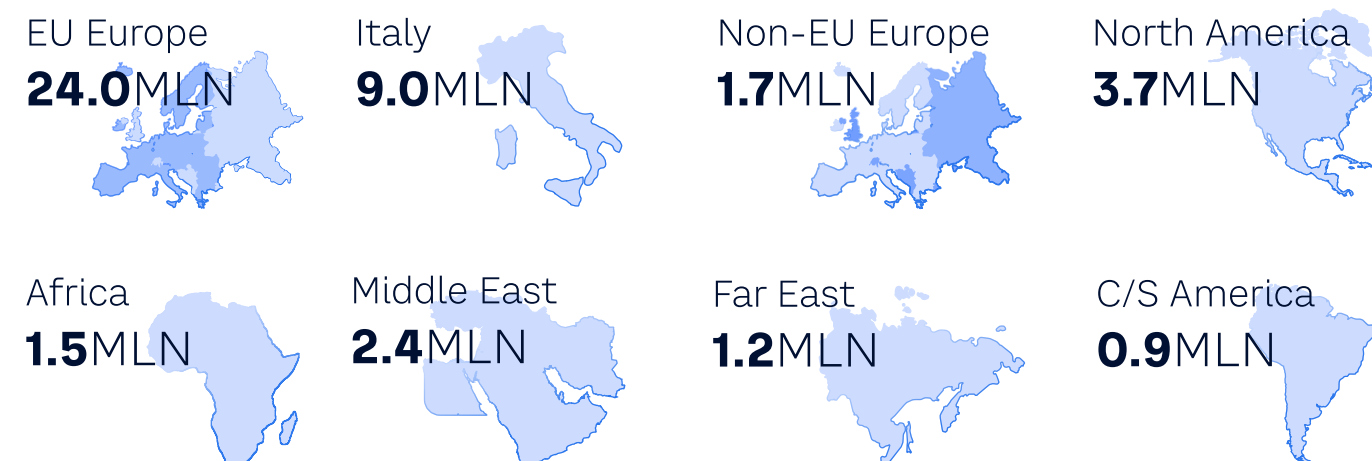 EU Europe
24.0MLN
Italy
9.0MLN
Non-EU Europe
1.7MLN
North America
3.7MLN
Africa
1.5MLN
Middle East
2.4MLN
Far East
1.2MLN
C/S America
0.9MLN